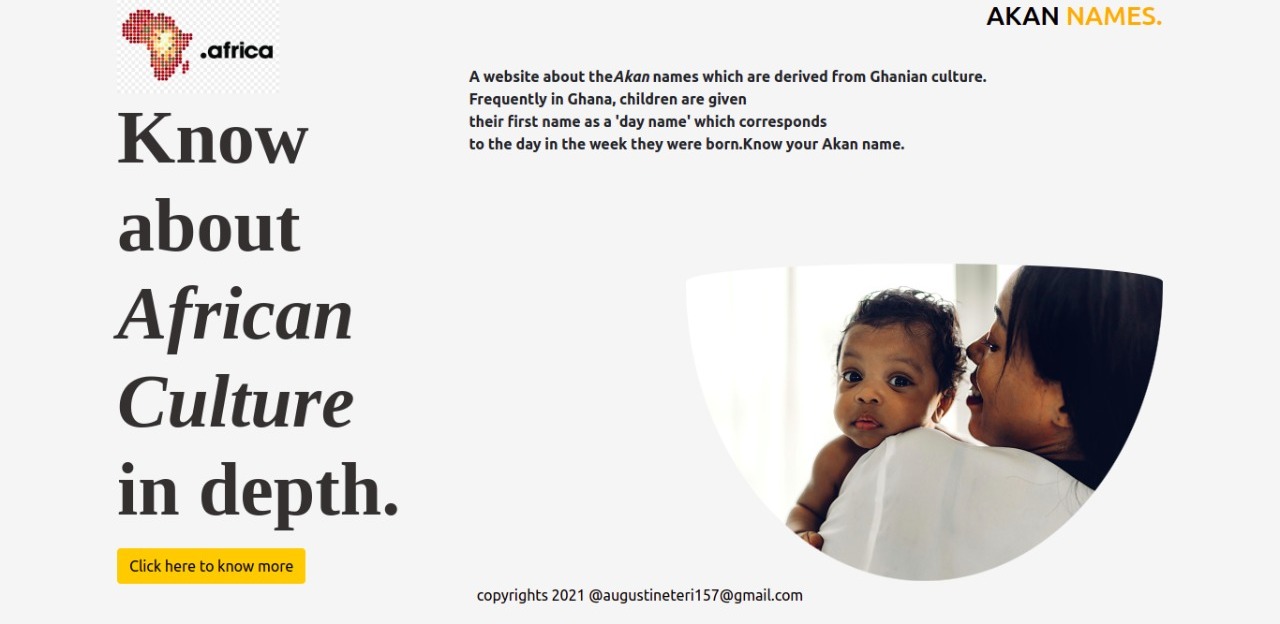 .africa
AKAN NAMES.
A website about theAkan names which are derived from Ghanian culture.
Frequently in Ghana, children are given
their first name as a 'day name' which corresponds
to the day in the week they were born.Know your Akan name.
Know
about
African
Culture
in depth.
Click here to know more
copyrights 2021 @augustineteri157@gmail.com